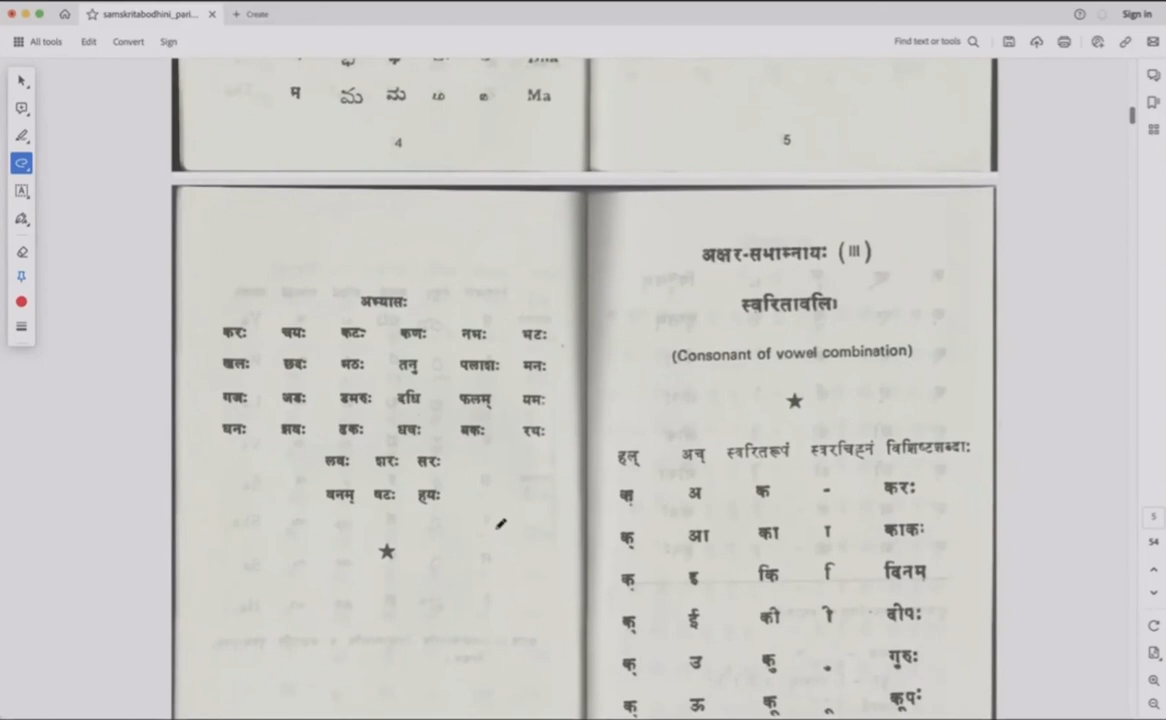 samskritabodhini_pari...
Create
Sign in
All tools Edit Convert Sign
Find text or tools
म Ma
4
5
अभ्यासः
करः चयः कटः कणः नभः भटः
खलः छदः मठः तनु पलाशः मनः
गजः जडः डमरुः दधि फलम् यमः
घनः झषः ढकः धवः बकः रयः
लवः शरः सरः
वनम् षटः हयः
अक्षर-समाम्नायः (III)
स्वरितावलिः
(Consonant of vowel combination)
हल् अच् स्वरितरूपं स्वरचिह्नं विशिष्टशब्दाः
क् अ क - करः
क् आ का ा काकः
क् इ कि ि दिनम
क् ई की ी दीपः
क् उ कु ु गुरुः
क् ऊ कू ू कूपः
5
54